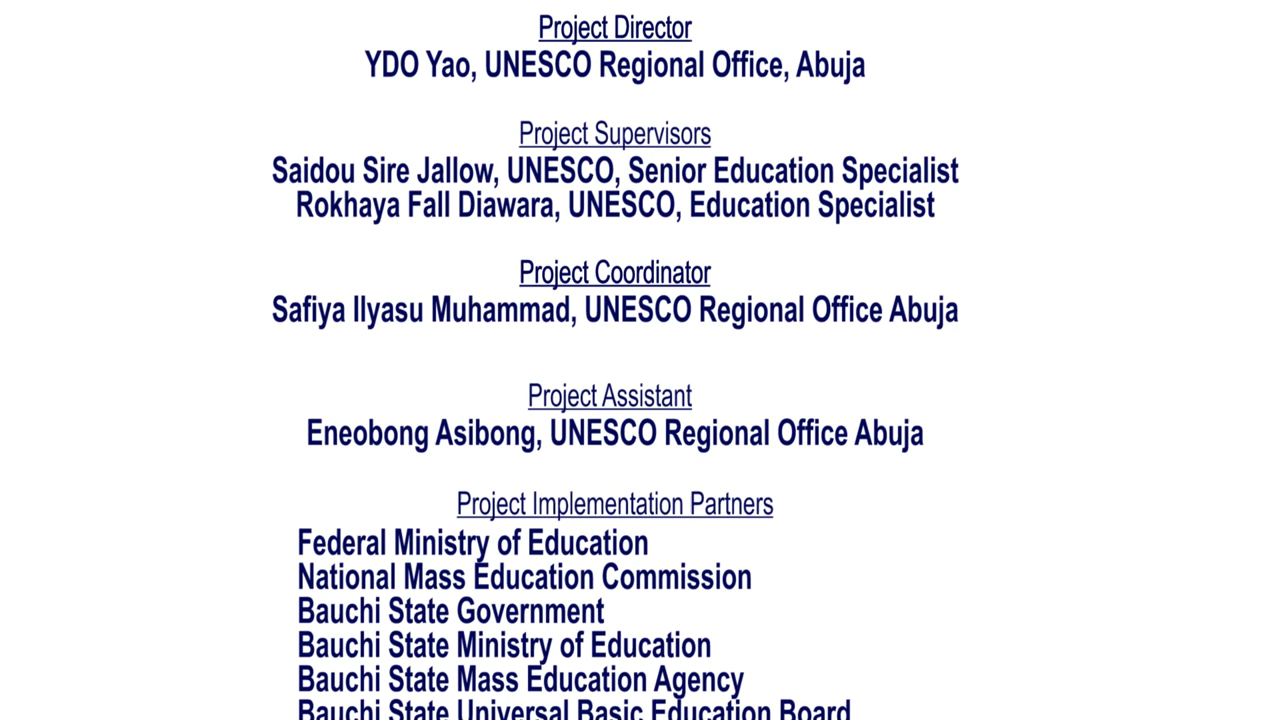 Project Director
YDO Yao, UNESCO Regional Office, Abuja
Project Supervisors
Saidou Sire Jallow, UNESCO, Senior Education Specialist
Rokhaya Fall Diawara, UNESCO, Education Specialist
Project Coordinator
Safiya Ilyasu Muhammad, UNESCO Regional Office Abuja
Project Assistant
Eneobong Asibong, UNESCO Regional Office Abuja
Project Implementation Partners
Federal Ministry of Education
National Mass Education Commission
Bauchi State Government
Bauchi State Ministry of Education
Bauchi State Mass Education Agency
Bauchi State Universal Basic Education Board